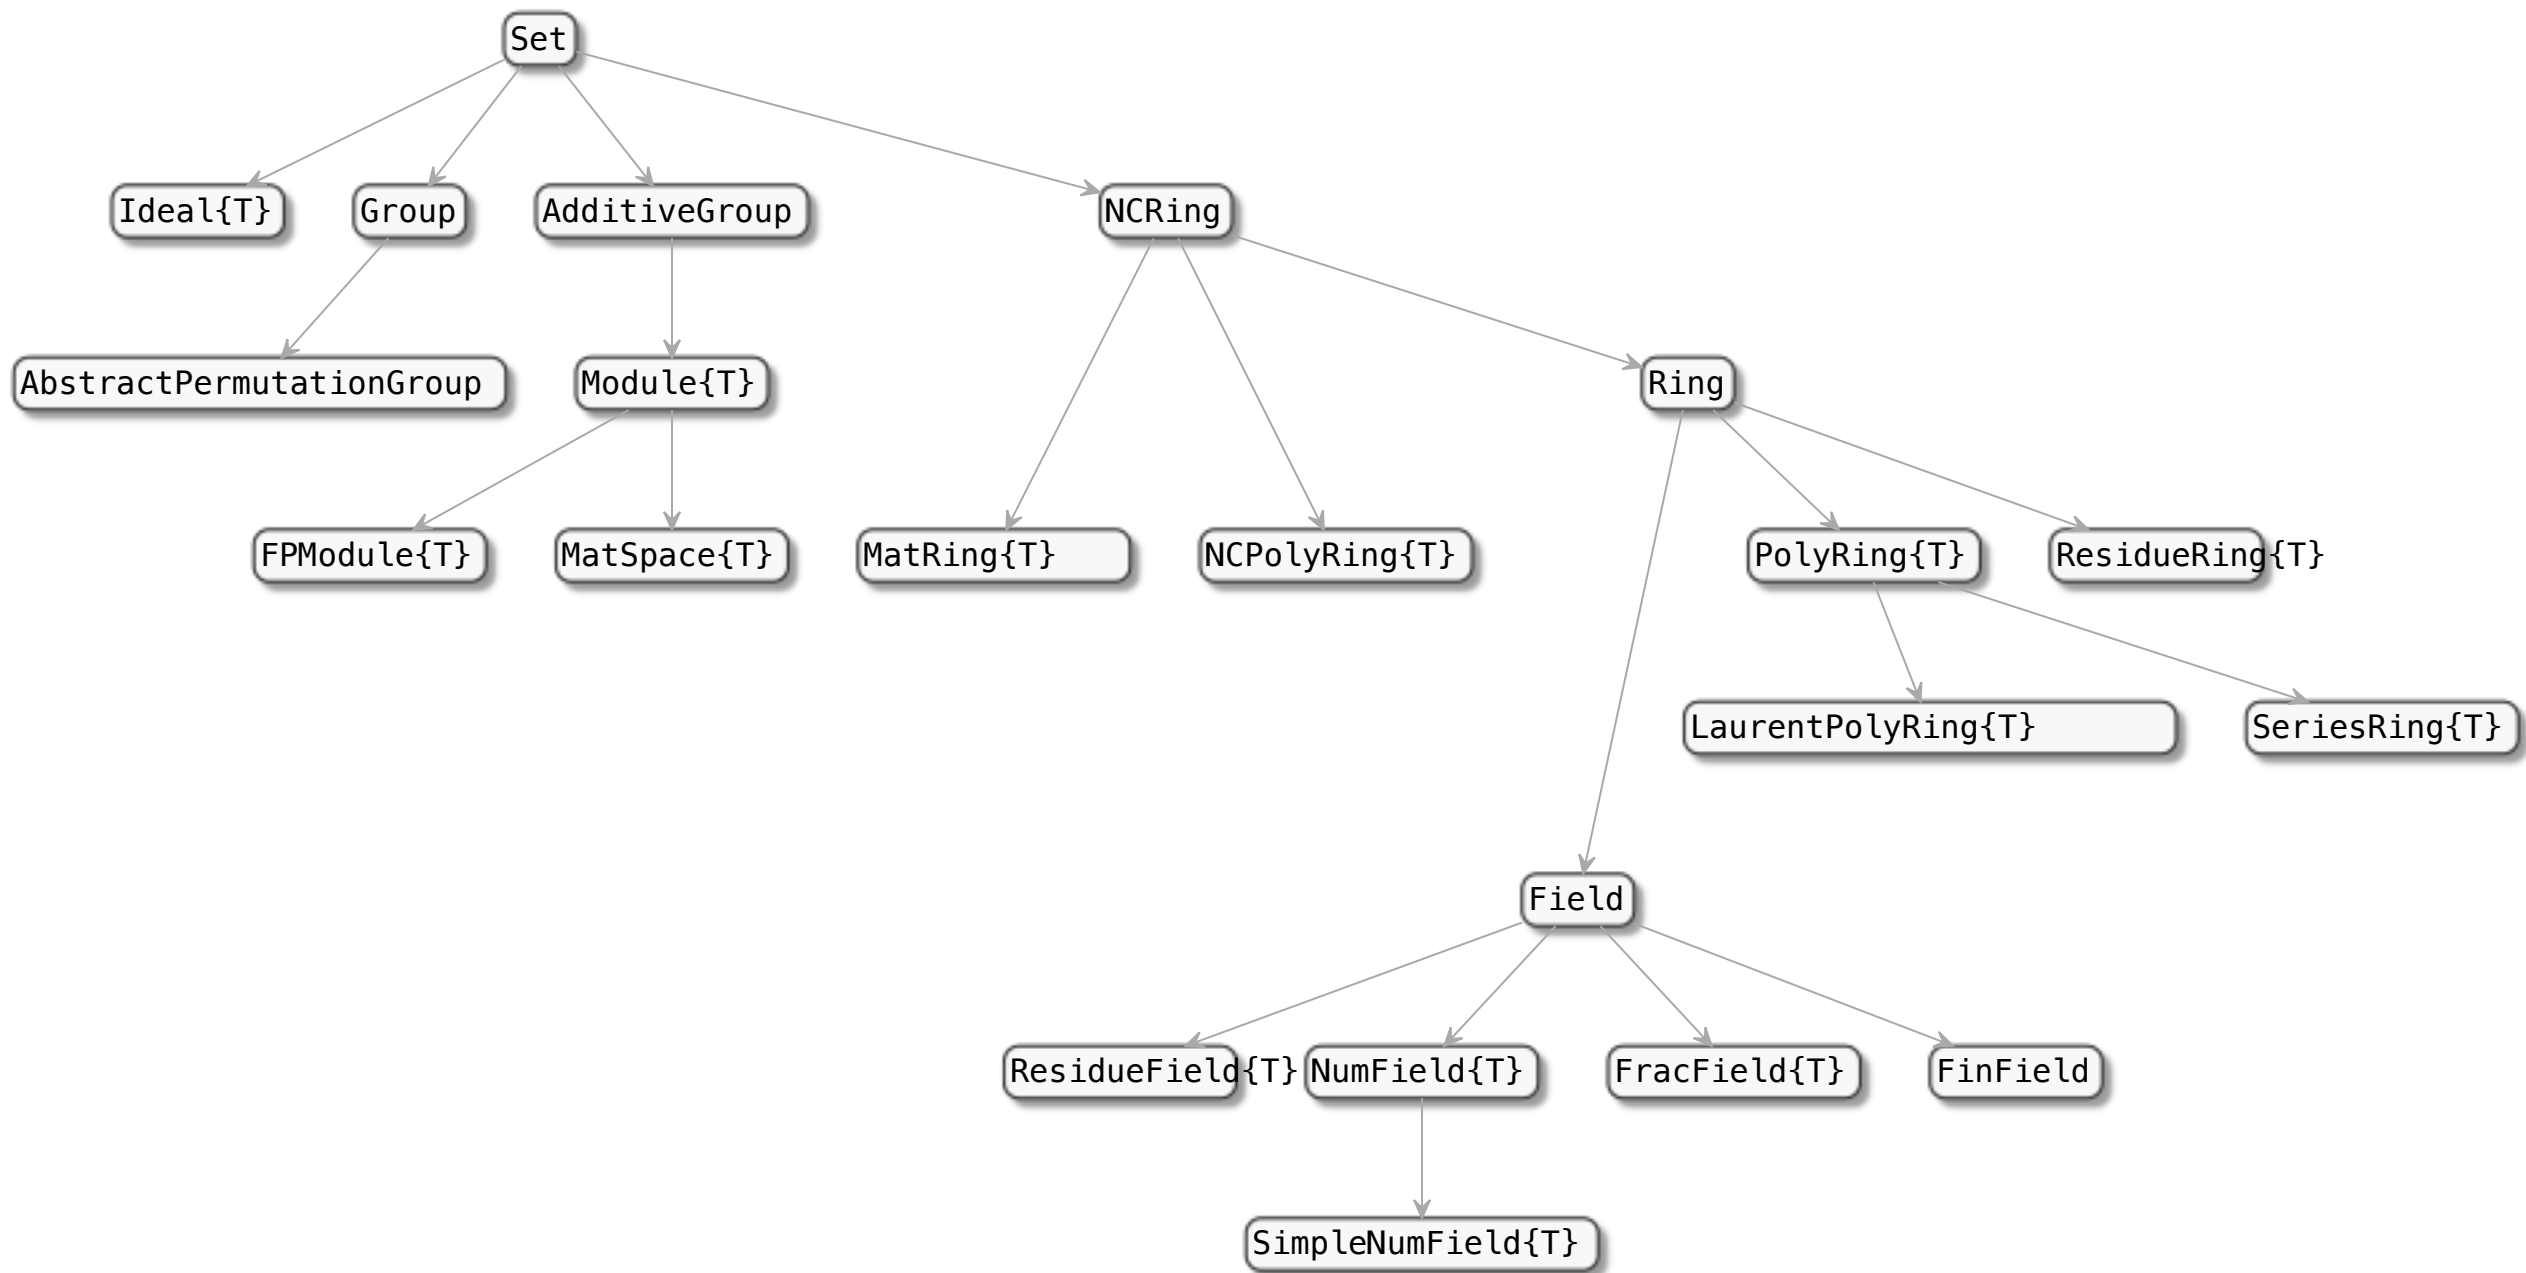 Set
Ideal{T}
Group
AdditiveGroup
NCRing
AbstractPermutationGroup
Module{T}
Ring
FPModule{T}
MatSpace{T}
MatRing{T}
NCPolyRing{T}
PolyRing{T}
ResidueRing{T}
LaurentPolyRing{T}
SeriesRing{T}
Field
ResidueField{T}
NumField{T}
FracField{T}
FinField
SimpleNumField{T}